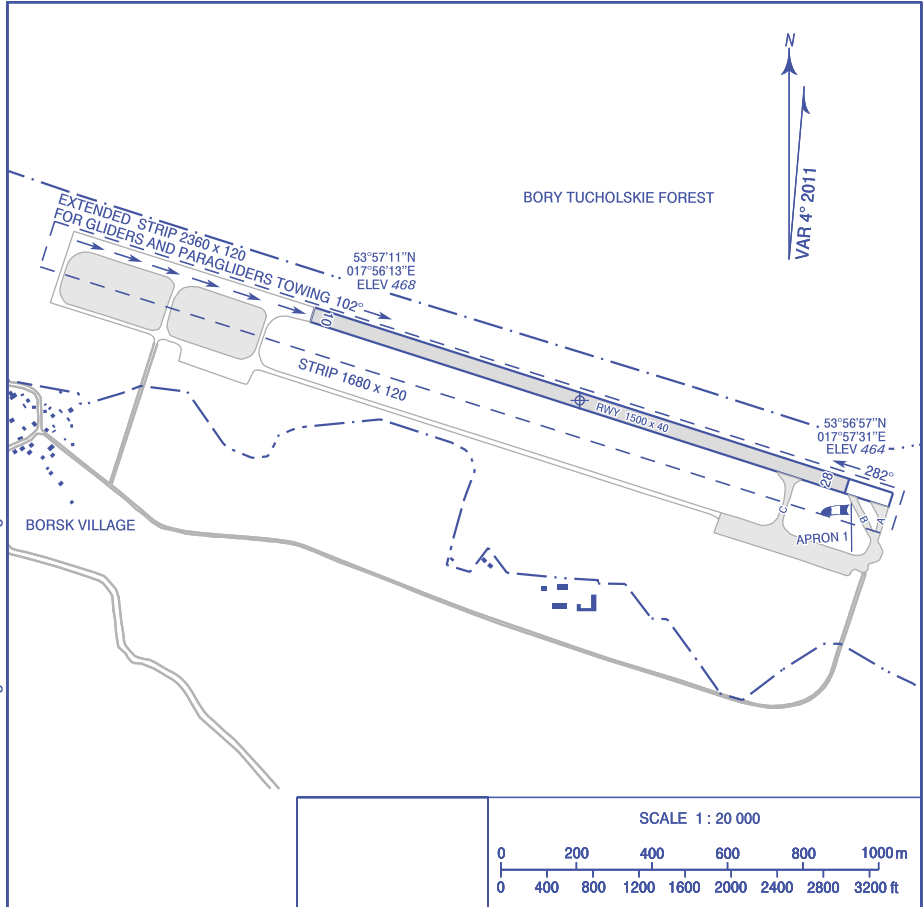 N
VAR 4° 2011
BORY TUCHOLSKIE FOREST
EXTENDED STRIP 2360 x 120
FOR GLIDERS AND PARAGLIDERS TOWING 102°
53°57'11"N
017°56'13"E
ELEV 468
10
STRIP 1680 x 120
RWY 1500 x 40
53°56'57"N
017°57'31"E
ELEV 464
282°
28
C
B
A
APRON 1
BORSK VILLAGE
SCALE 1 : 20 000
0 200 400 600 800 1000 m
0 400 800 1200 1600 2000 2400 2800 3200 ft